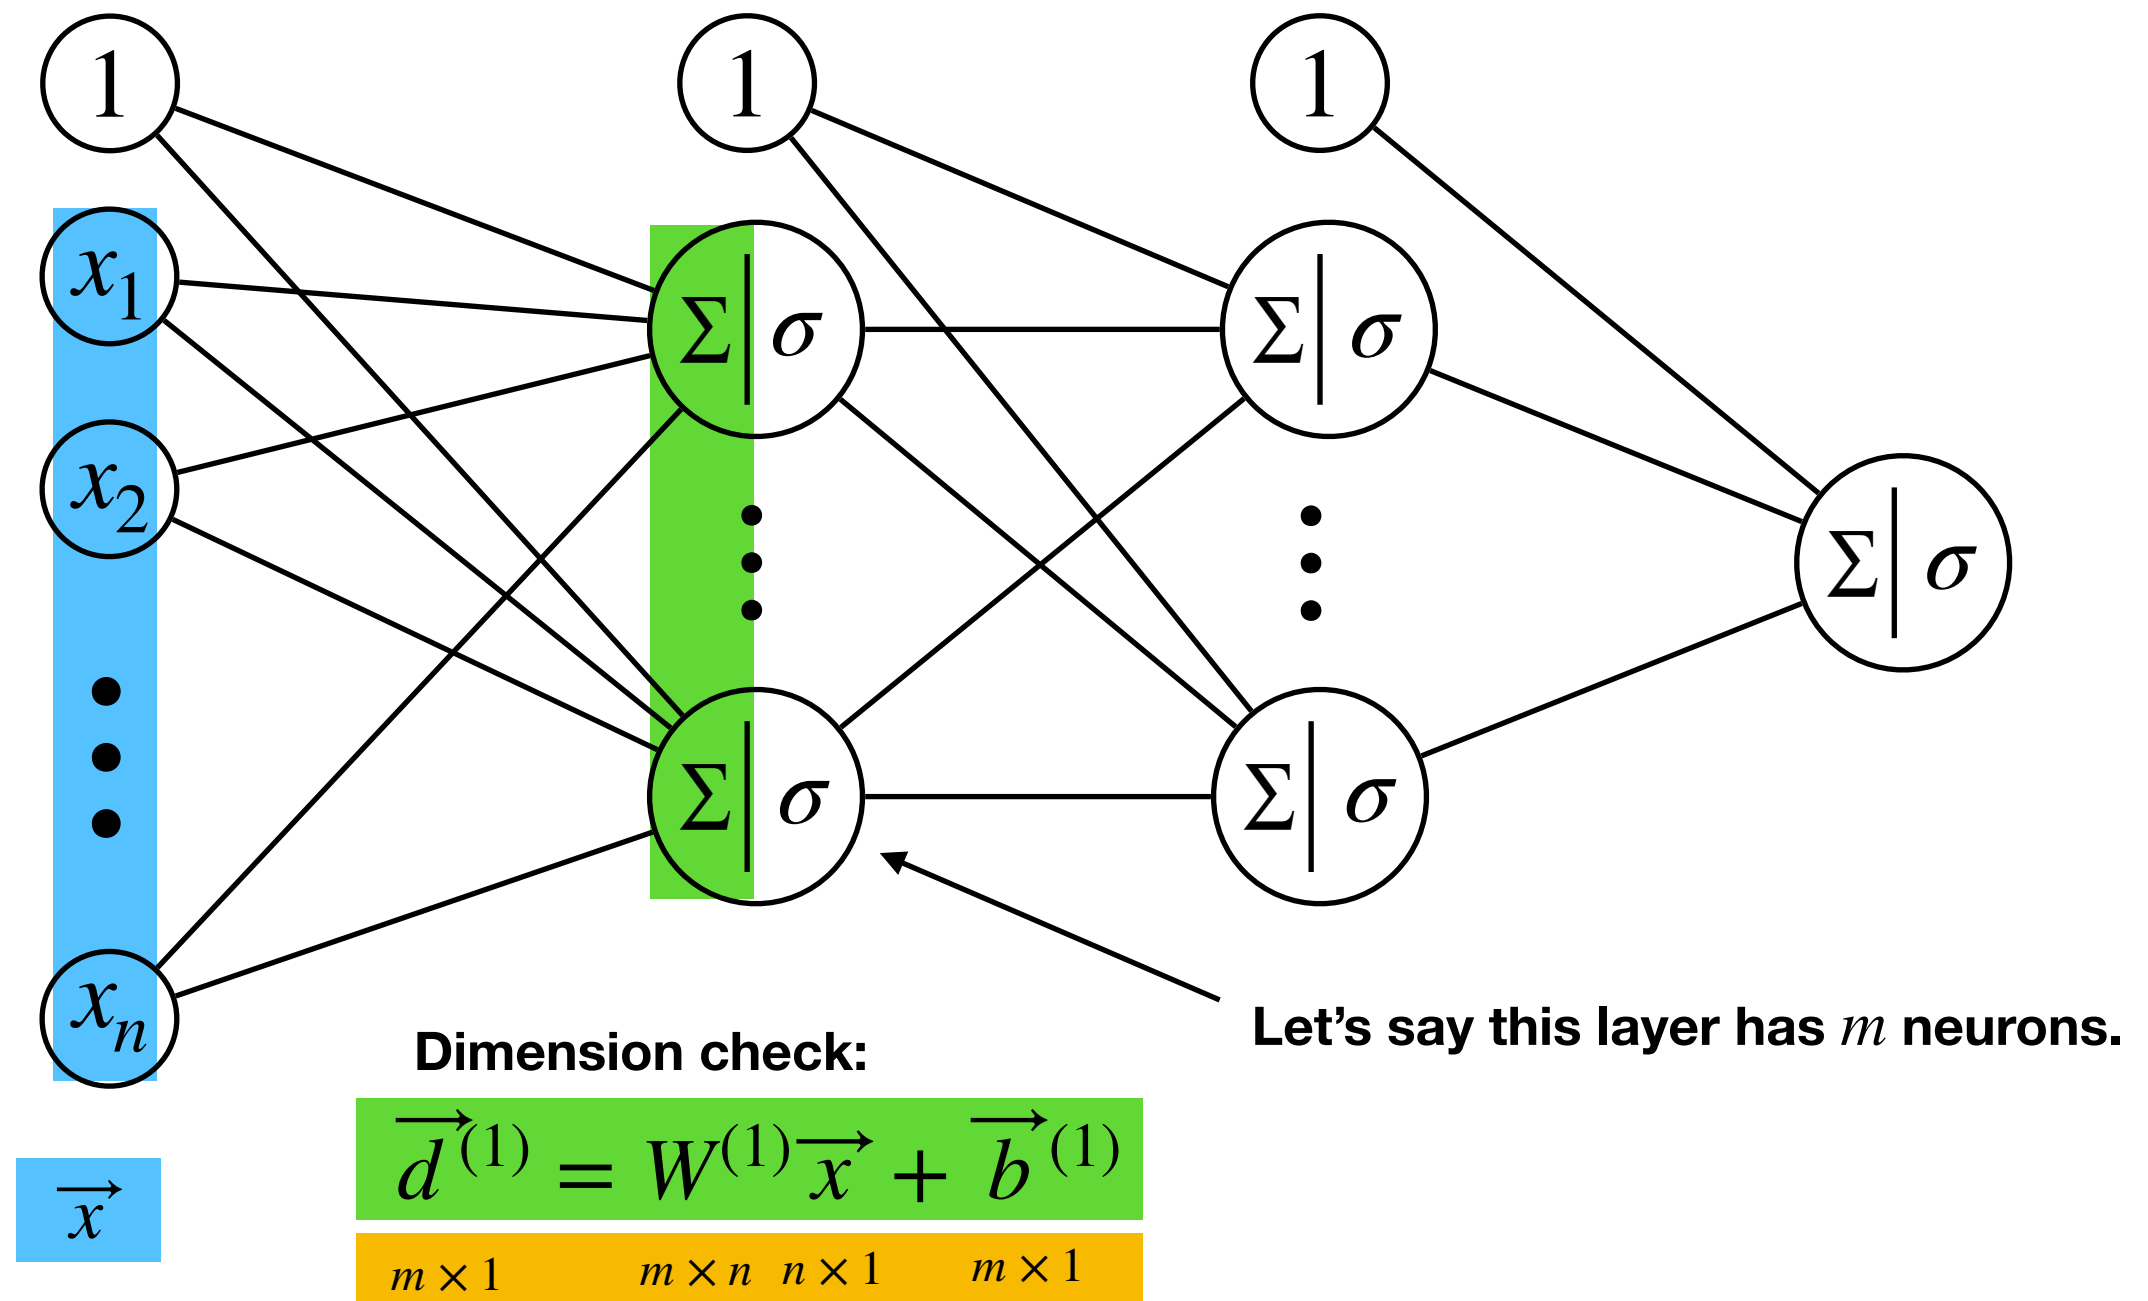 1 1 1
x₁
Σ|σ Σ|σ
x₂
Σ|σ
Σ|σ Σ|σ
xₙ
Let’s say this layer has m neurons.
Dimension check:
d⃗⁽¹⁾ = W⁽¹⁾x⃗ + b⃗⁽¹⁾
x⃗
m × 1 m × n n × 1 m × 1